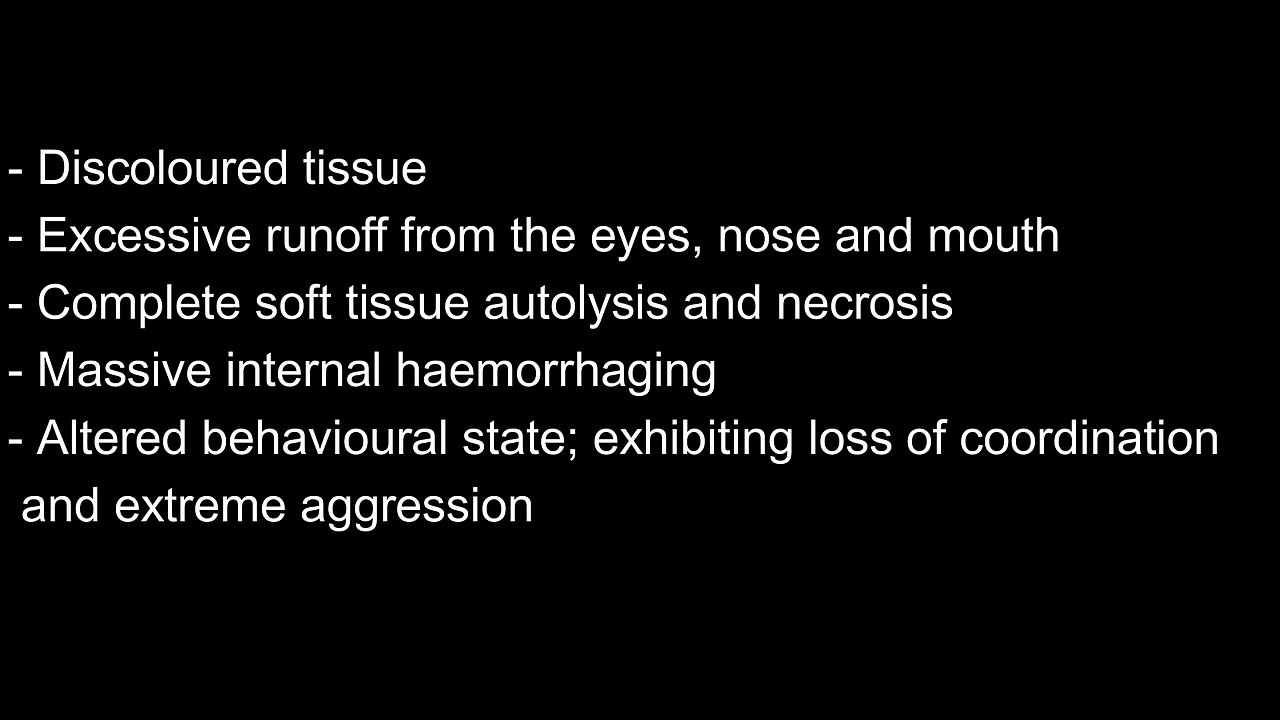 - Discoloured tissue
- Excessive runoff from the eyes, nose and mouth
- Complete soft tissue autolysis and necrosis
- Massive internal haemorrhaging
- Altered behavioural state; exhibiting loss of coordination
and extreme aggression